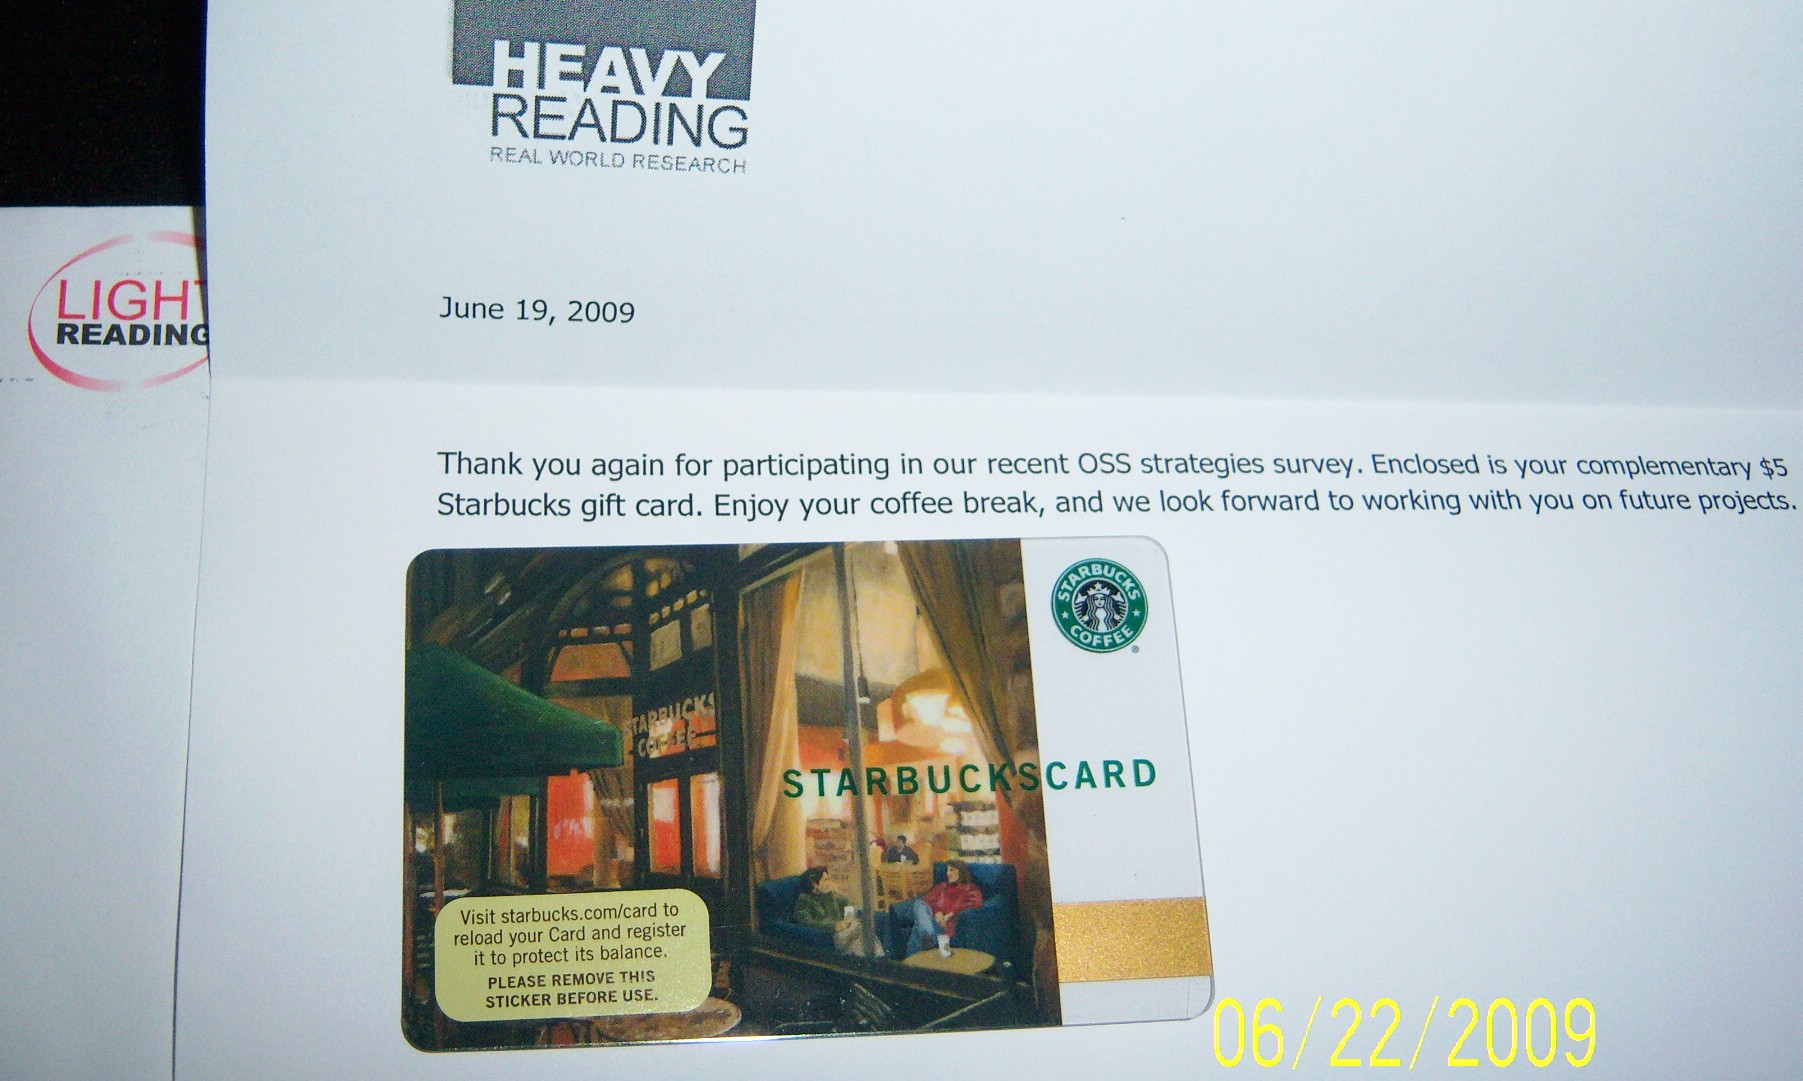 HEAVY
READING
REAL WORLD RESEARCH
LIGHT
READING
June 19, 2009
Thank you again for participating in our recent OSS strategies survey. Enclosed is your complementary $5
Starbucks gift card. Enjoy your coffee break, and we look forward to working with you on future projects.
STARBUCKS
COFFEE
®
STARBUCKS
COFFEE
STARBUCKSCARD
Visit starbucks.com/card to
reload your Card and register
it to protect its balance.
PLEASE REMOVE THIS
STICKER BEFORE USE.
06/22/2009